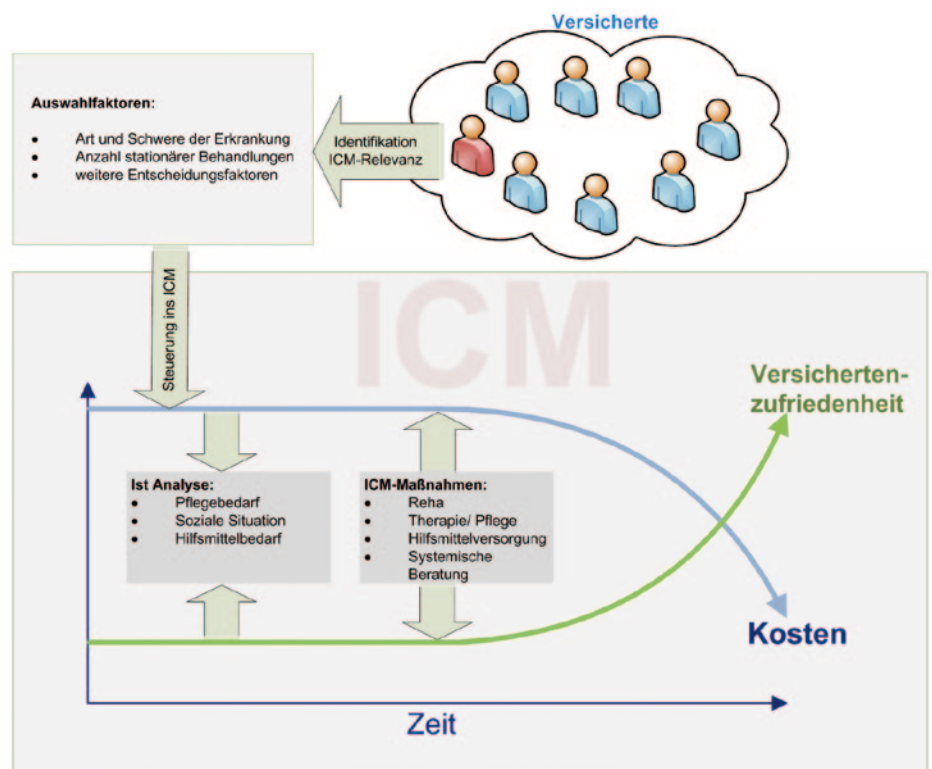 Versicherte
Auswahlfaktoren:
• Art und Schwere der Erkrankung
• Anzahl stationärer Behandlungen
• weitere Entscheidungsfaktoren
Identifikation
ICM-Relevanz
Steuerung ins ICM
ICM
Versicherten-
zufriedenheit
Ist Analyse:
• Pflegebedarf
• Soziale Situation
• Hilfsmittelbedarf
ICM-Maßnahmen:
• Reha
• Therapie/ Pflege
• Hilfsmittelversorgung
• Systemische
Beratung
Kosten
Zeit